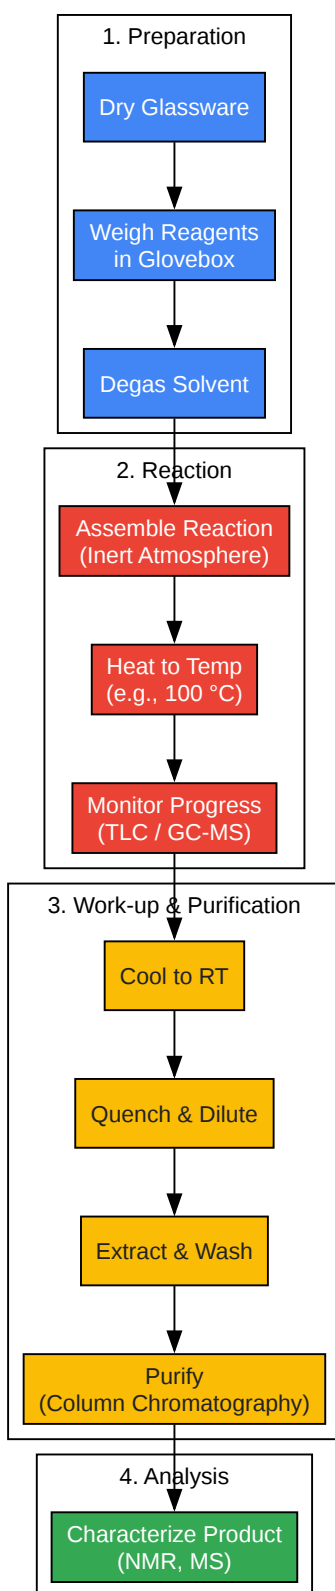 1. Preparation
Dry Glassware
Weigh Reagents
in Glovebox
Degas Solvent
2. Reaction
Assemble Reaction
(Inert Atmosphere)
Heat to Temp
(e.g., 100 °C)
Monitor Progress
(TLC / GC-MS)
3. Work-up & Purification
Cool to RT
Quench & Dilute
Extract & Wash
Purify
(Column Chromatography)
4. Analysis
Characterize Product
(NMR, MS)